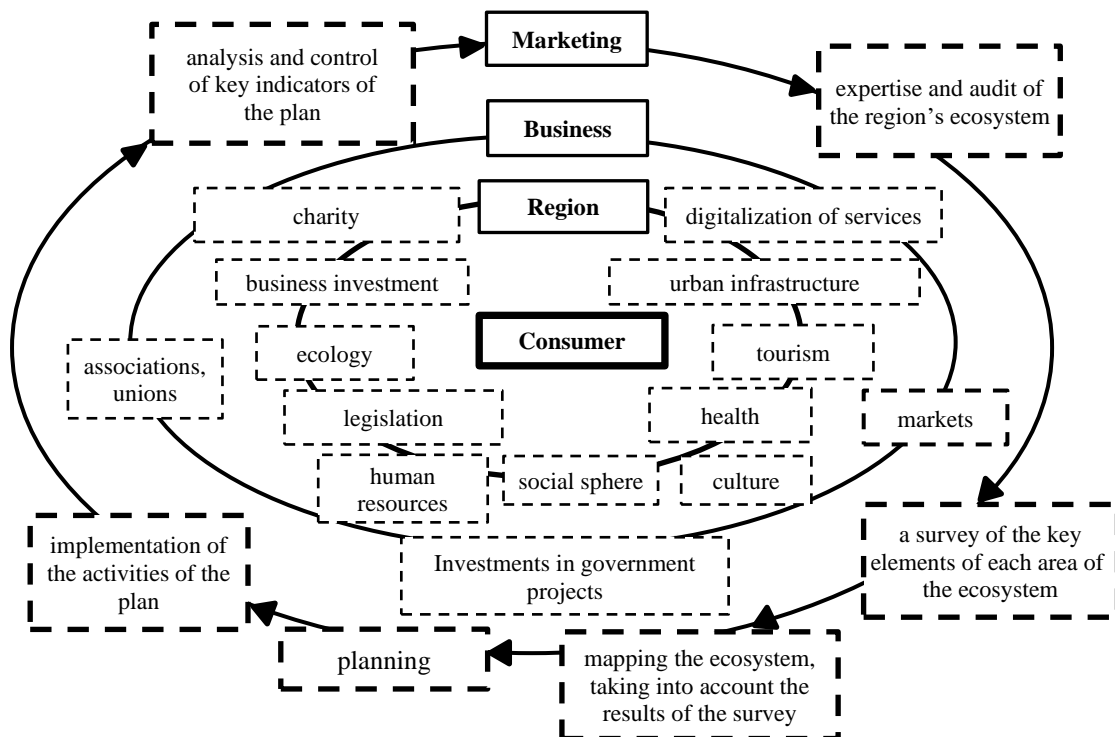 Marketing
analysis and control
of key indicators of
the plan
expertise and audit of
the region’s ecosystem
Business
Region
charity
digitalization of services
business investment
urban infrastructure
Consumer
ecology
tourism
associations,
unions
legislation
health
markets
human
resources
social sphere
culture
implementation of
the activities of the
plan
Investments in government
projects
a survey of the key
elements of each area of
the ecosystem
planning
mapping the ecosystem,
taking into account the
results of the survey